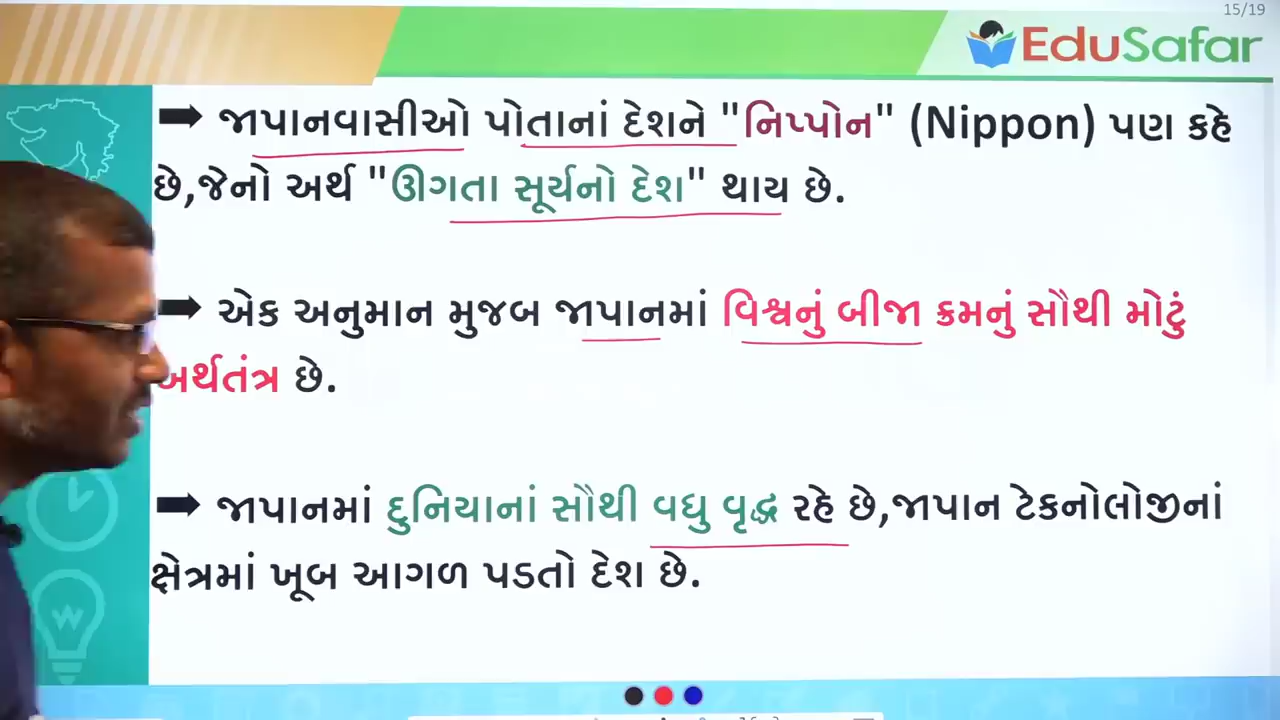 15/19
EduSafar
➡ જાપાનવાસીઓ પોતાનાં દેશને "નિપ્પોન" (Nippon) પણ કહે
છે,જેનો અર્થ "ઊગતા સૂર્યનો દેશ" થાય છે.
➡ એક અનુમાન મુજબ જાપાનમાં વિશ્વનું બીજા ક્રમનું સૌથી મોટું
અર્થતંત્ર છે.
➡ જાપાનમાં દુનિયાનાં સૌથી વધુ વૃદ્ધ રહે છે,જાપાન ટેકનોલોજીનાં
ક્ષેત્રમાં ખૂબ આગળ પડતો દેશ છે.